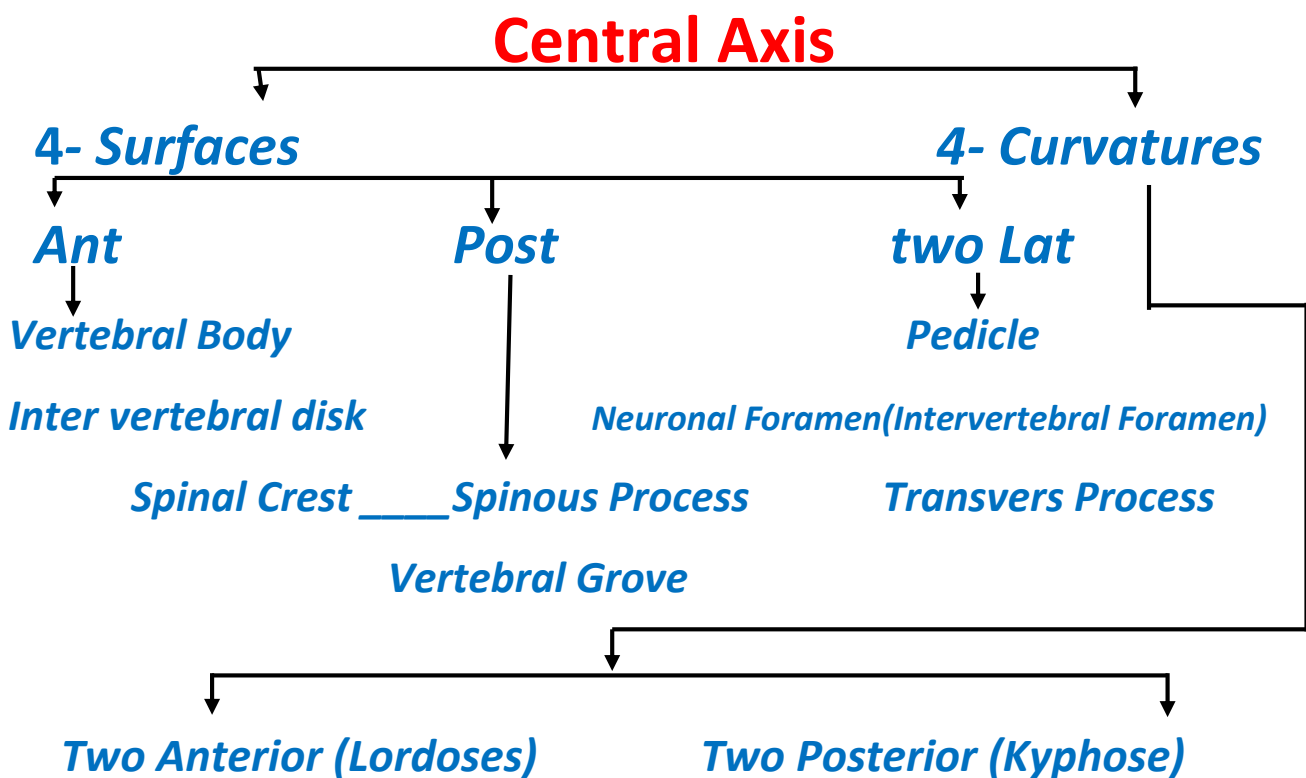 Central Axis
4- Surfaces 4- Curvatures
Ant Post two Lat
Vertebral Body Pedicle
Inter vertebral disk Neuronal Foramen(Intervertebral Foramen)
Spinal Crest ____Spinous Process Transvers Process
Vertebral Grove
Two Anterior (Lordoses) Two Posterior (Kyphose)